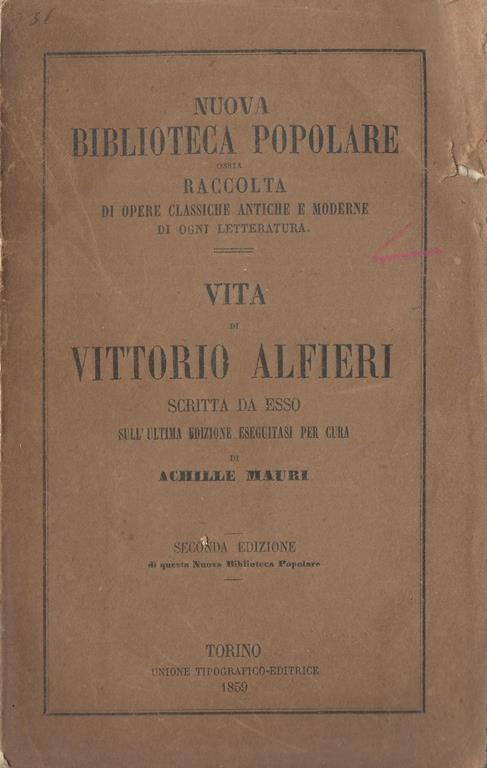 NUOVA
BIBLIOTECA POPOLARE
OSSIA
RACCOLTA
DI OPERE CLASSICHE ANTICHE E MODERNE
DI OGNI LETTERATURA.
VITA
DI
VITTORIO ALFIERI
SCRITTA DA ESSO
SULL'ULTIMA EDIZIONE ESEGUITASI PER CURA
DI
ACHILLE MAURI
SECONDA EDIZIONE
di questa Nuova Biblioteca Popolare
TORINO
UNIONE TIPOGRAFICO-EDITRICE
1859